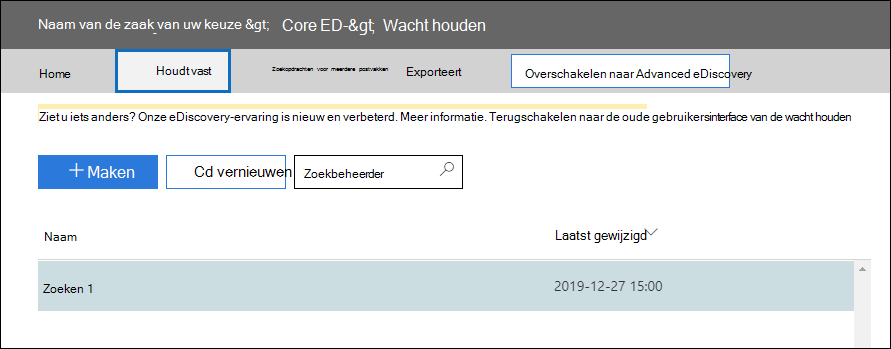 Naam van de zaak van uw keuze &gt; Core ED-&gt; Wacht houden
Home Houdt vast Zoekopdrachten voor meerdere postvakken Exporteert Overschakelen naar Advanced eDiscovery
Ziet u iets anders? Onze eDiscovery-ervaring is nieuw en verbeterd. Meer informatie. Terugschakelen naar de oude gebruikersinterface van de wacht houden
Maken Cd vernieuwen Zoekbeheerder
Naam Laatst gewijzigd
Zoeken 1 2019-12-27 15:00